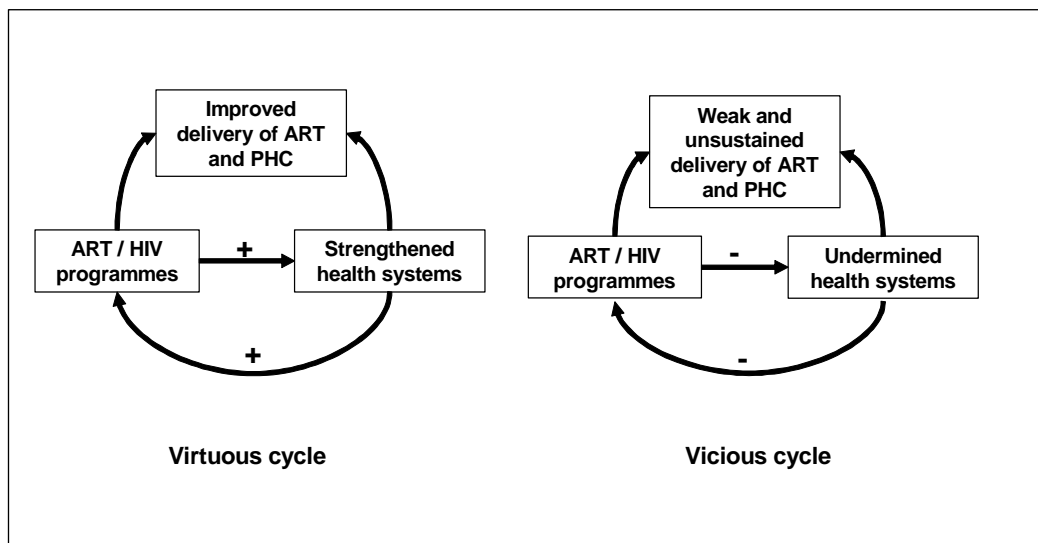 Improved
delivery of ART
and PHC
ART / HIV
programmes
+
Strengthened
health systems
+
Virtuous cycle
Weak and
unsustained
delivery of ART
and PHC
ART / HIV
programmes
-
Undermined
health systems
-
Vicious cycle